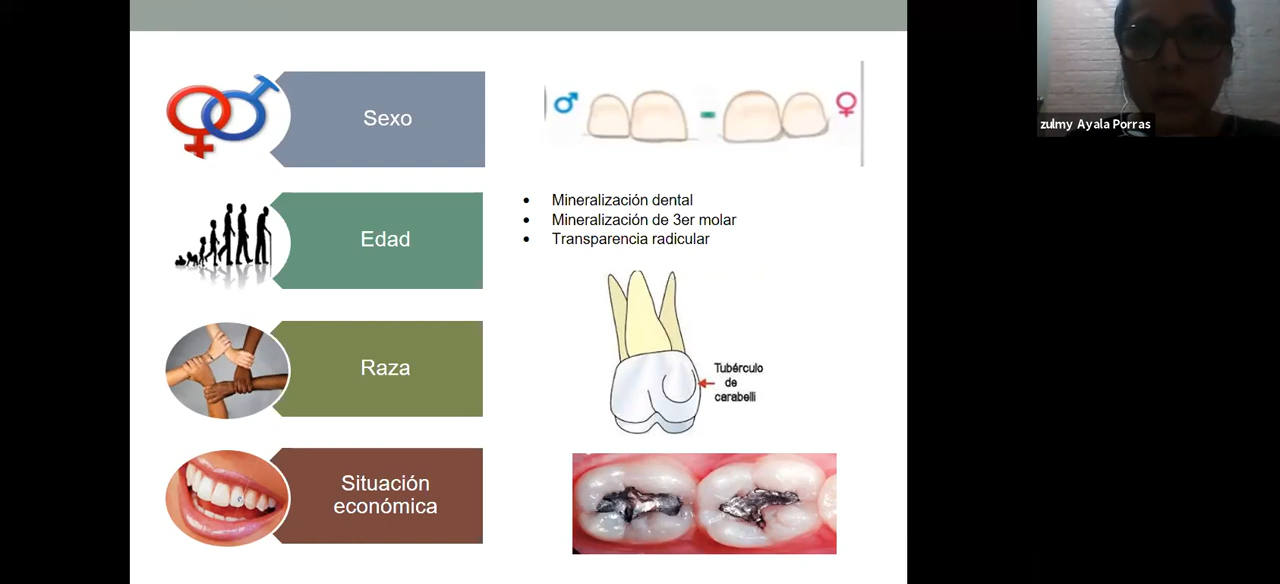 Sexo
zulmy Ayala Porras
Edad
• Mineralización dental
• Mineralización de 3er molar
• Transparencia radicular
Raza
Tubérculo
de
carabelli
Situación
económica